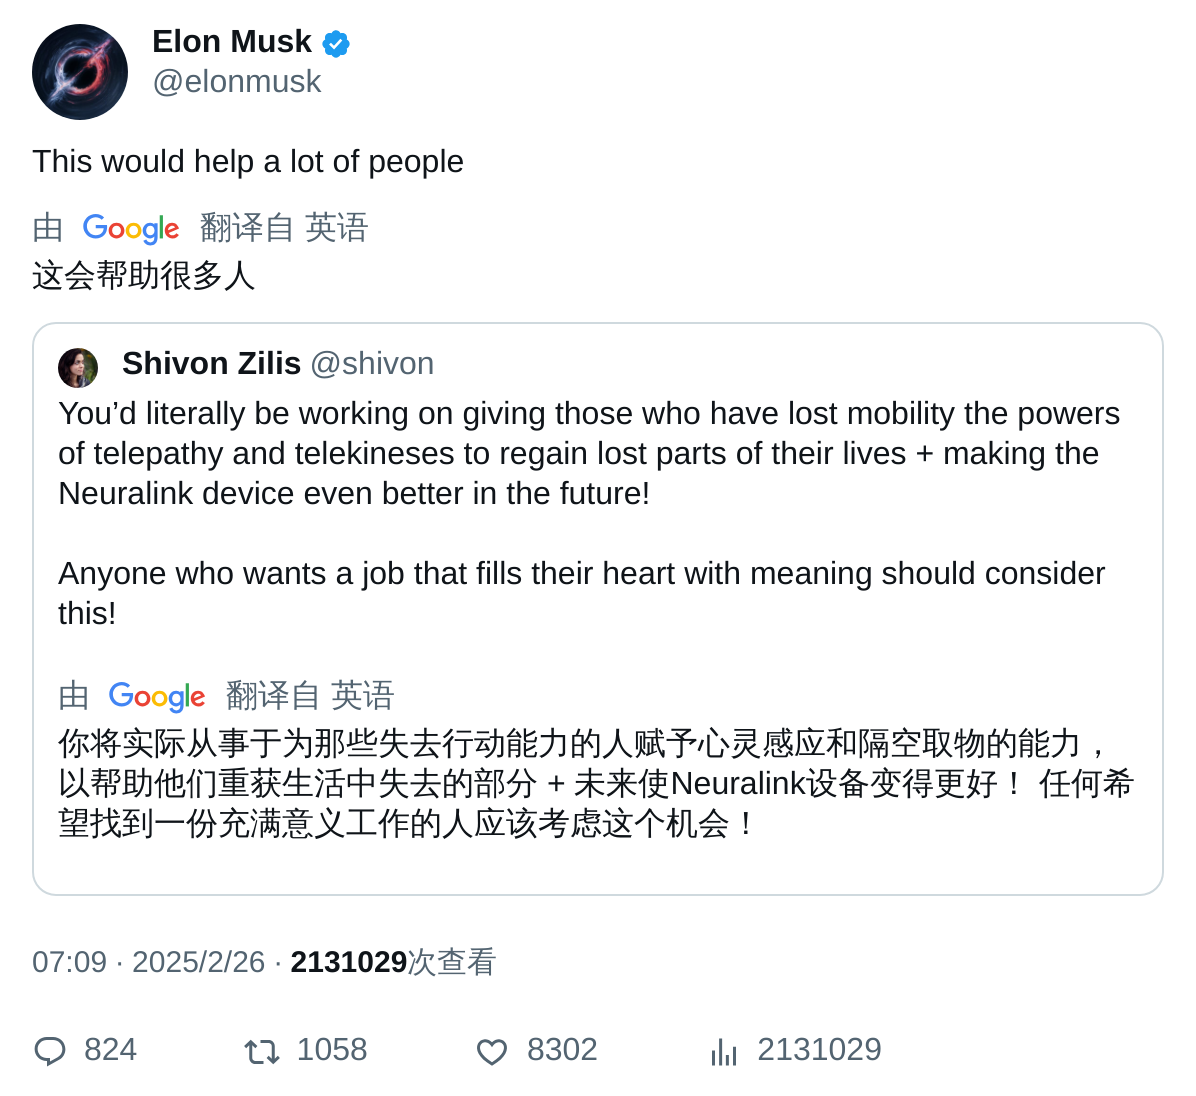 Elon Musk
@elonmusk
This would help a lot of people
由 Google 翻译自 英语
这会帮助很多人
Shivon Zilis @shivon
You’d literally be working on giving those who have lost mobility the powers
of telepathy and telekineses to regain lost parts of their lives + making the
Neuralink device even better in the future!
Anyone who wants a job that fills their heart with meaning should consider
this!
由 Google 翻译自 英语
你将实际从事于为那些失去行动能力的人赋予心灵感应和隔空取物的能力，
以帮助他们重获生活中失去的部分 + 未来使Neuralink设备变得更好！ 任何希
望找到一份充满意义工作的人应该考虑这个机会！
07:09 · 2025/2/26 · 2131029次查看
824 1058 8302 2131029